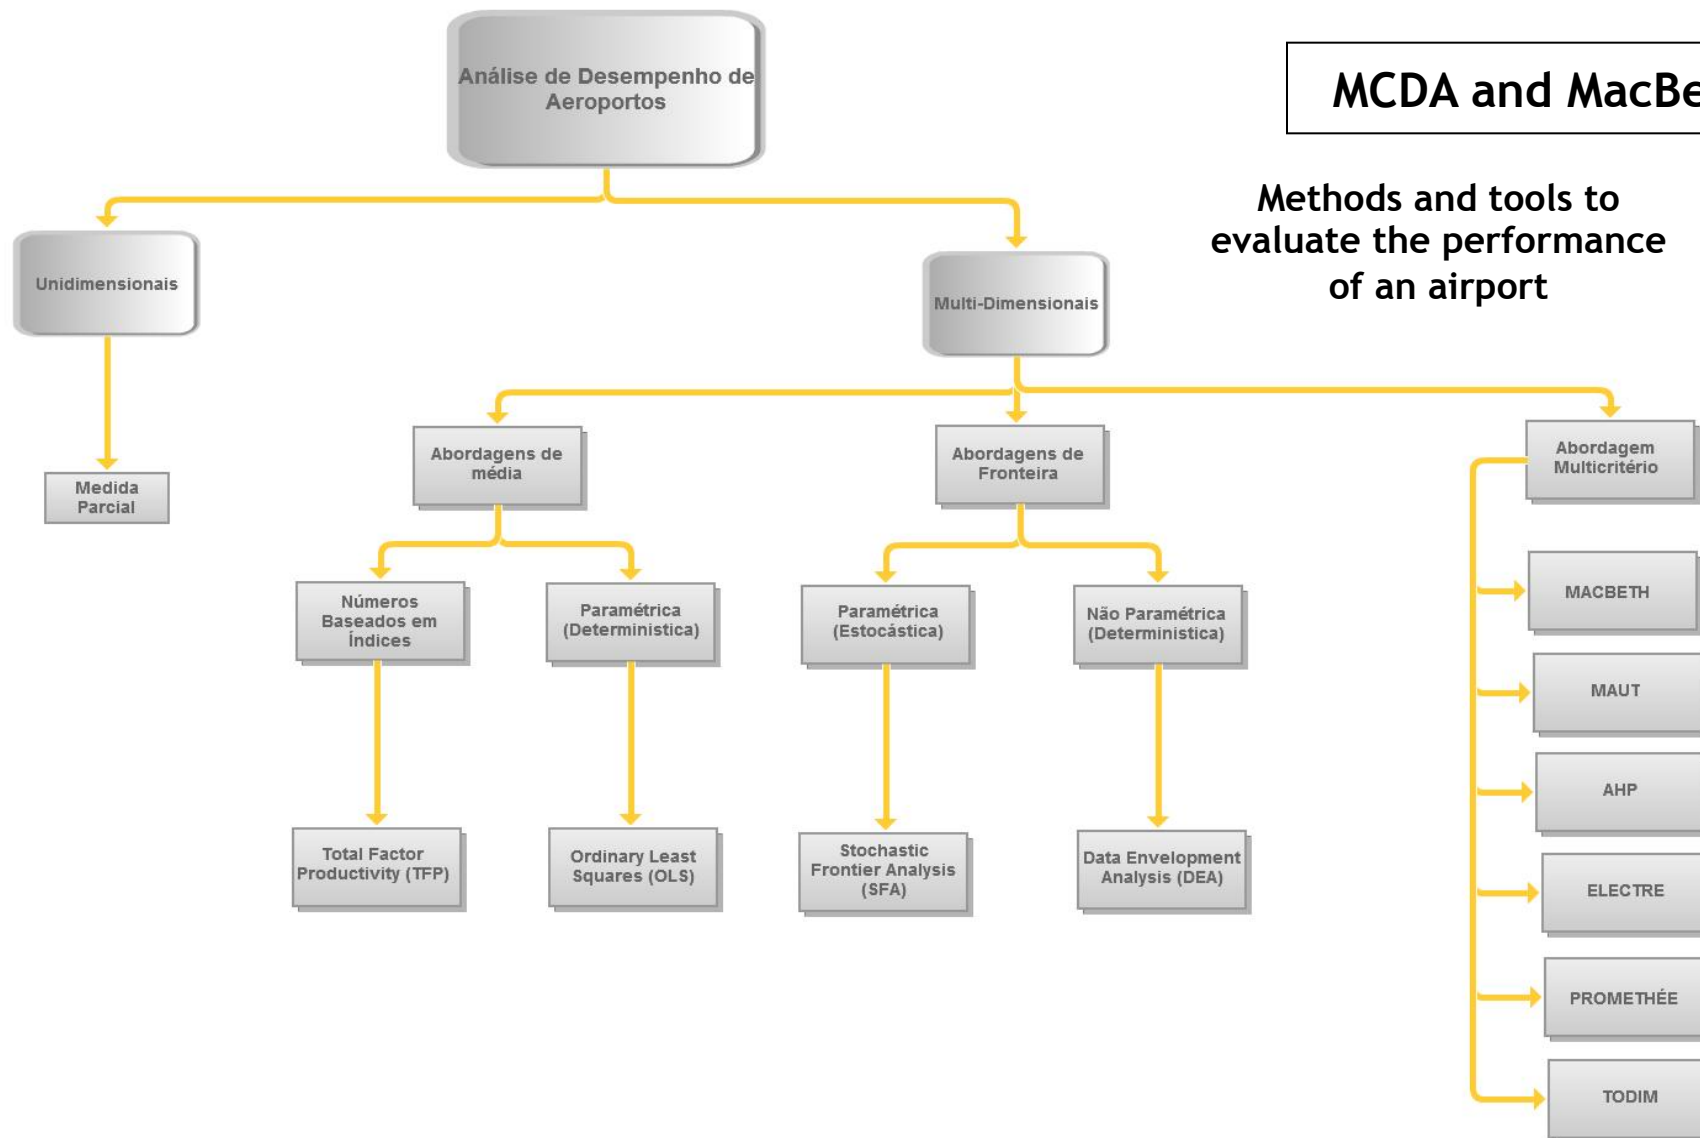 Análise de Desempenho de
Aeroportos
MCDA and MacBe
Methods and tools to
evaluate the performance
of an airport
Unidimensionais
Multi-Dimensionais
Medida
Parcial
Abordagens de
média
Abordagens de
Fronteira
Abordagem
Multicritério
Números
Baseados em
Índices
Paramétrica
(Deterministica)
Paramétrica
(Estocástica)
Não Paramétrica
(Deterministica)
Total Factor
Productivity (TFP)
Ordinary Least
Squares (OLS)
Stochastic
Frontier Analysis
(SFA)
Data Envelopment
Analysis (DEA)
MACBETH
MAUT
AHP
ELECTRE
PROMETHÉE
TODIM